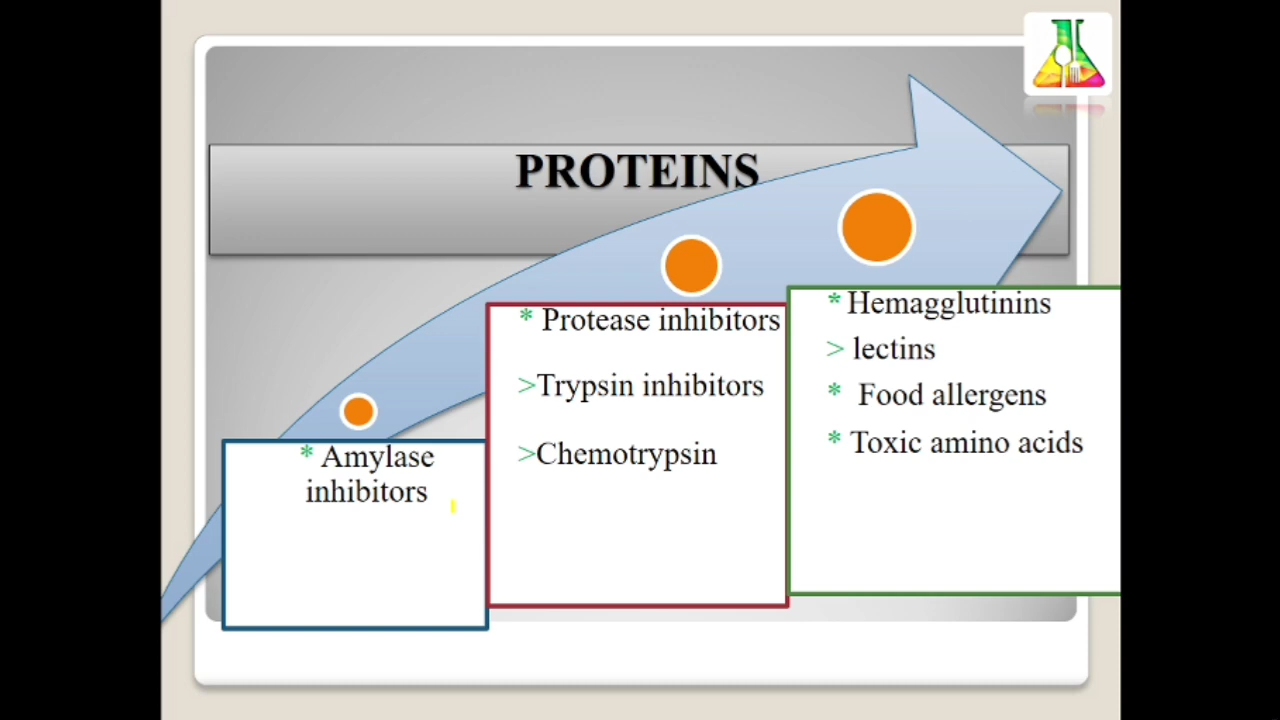 PROTEINS
* Amylase
inhibitors
* Protease inhibitors
>Trypsin inhibitors
>Chemotrypsin
* Hemagglutinins
> lectins
* Food allergens
* Toxic amino acids